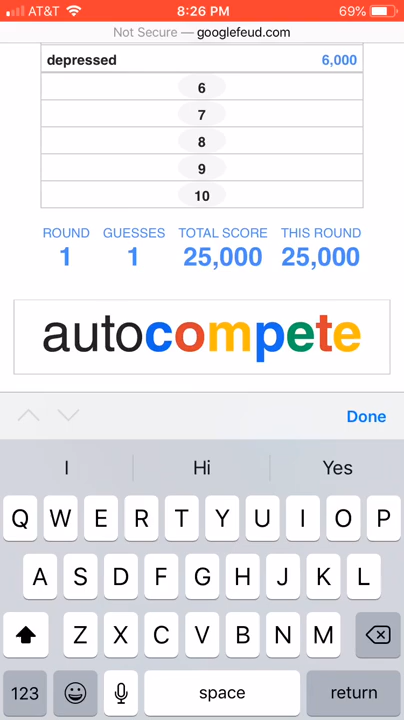 AT&T 8:26 PM 69%
Not Secure — googlefeud.com
depressed 6,000
6
7
8
9
10
ROUND GUESSES TOTAL SCORE THIS ROUND
1 1 25,000 25,000
autocompete
Done
I Hi Yes
Q W E R T Y U I O P
A S D F G H J K L
Z X C V B N M
123 space return